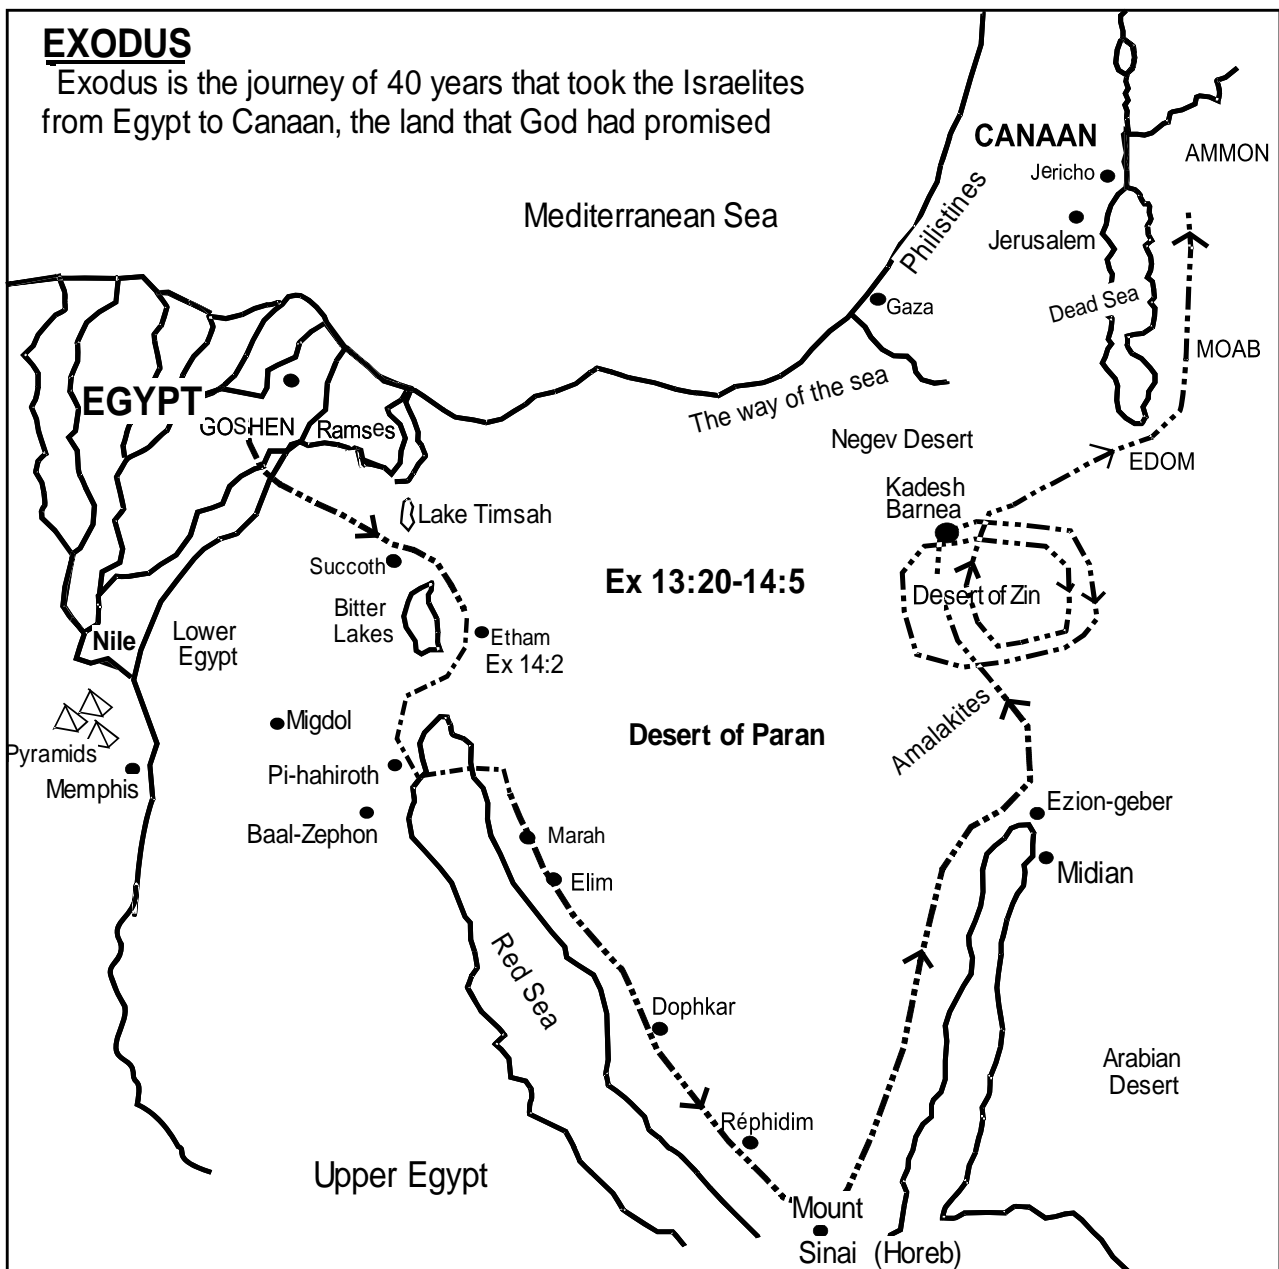 EXODUS
Exodus is the journey of 40 years that took the Israelites
from Egypt to Canaan, the land that God had promised
CANAAN
AMMON
Jericho
Philistines
Mediterranean Sea
Jerusalem
Dead Sea
Gaza
MOAB
The way of the sea
EGYPT
GOSHEN
Ramses
Negev Desert
EDOM
Kadesh
Barnea
Lake Timsah
Succoth
Ex 13:20-14:5
Desert of Zin
Bitter
Lakes
Nile
Lower
Egypt
Etham
Ex 14:2
Amalakites
Migdol
Desert of Paran
Pyramids
Memphis
Pi-hahiroth
Ezion-geber
Baal-Zephon
Marah
Midian
Elim
Red Sea
Dophkar
Arabian
Desert
Réphidim
Upper Egypt
Mount
Sinai (Horeb)